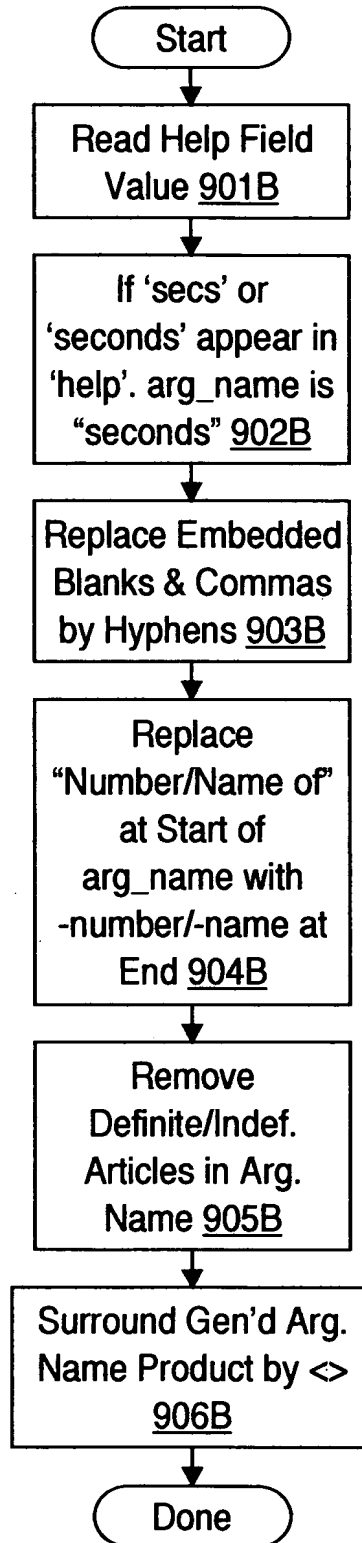 Start
Read Help Field
Value 901B
If ‘secs’ or
‘seconds’ appear in
‘help’. arg_name is
“seconds” 902B
Replace Embedded
Blanks & Commas
by Hyphens 903B
Replace
“Number/Name of”
at Start of
arg_name with
-number/-name at
End 904B
Remove
Definite/Indef.
Articles in Arg.
Name 905B
Surround Gen’d Arg.
Name Product by <>
906B
Done